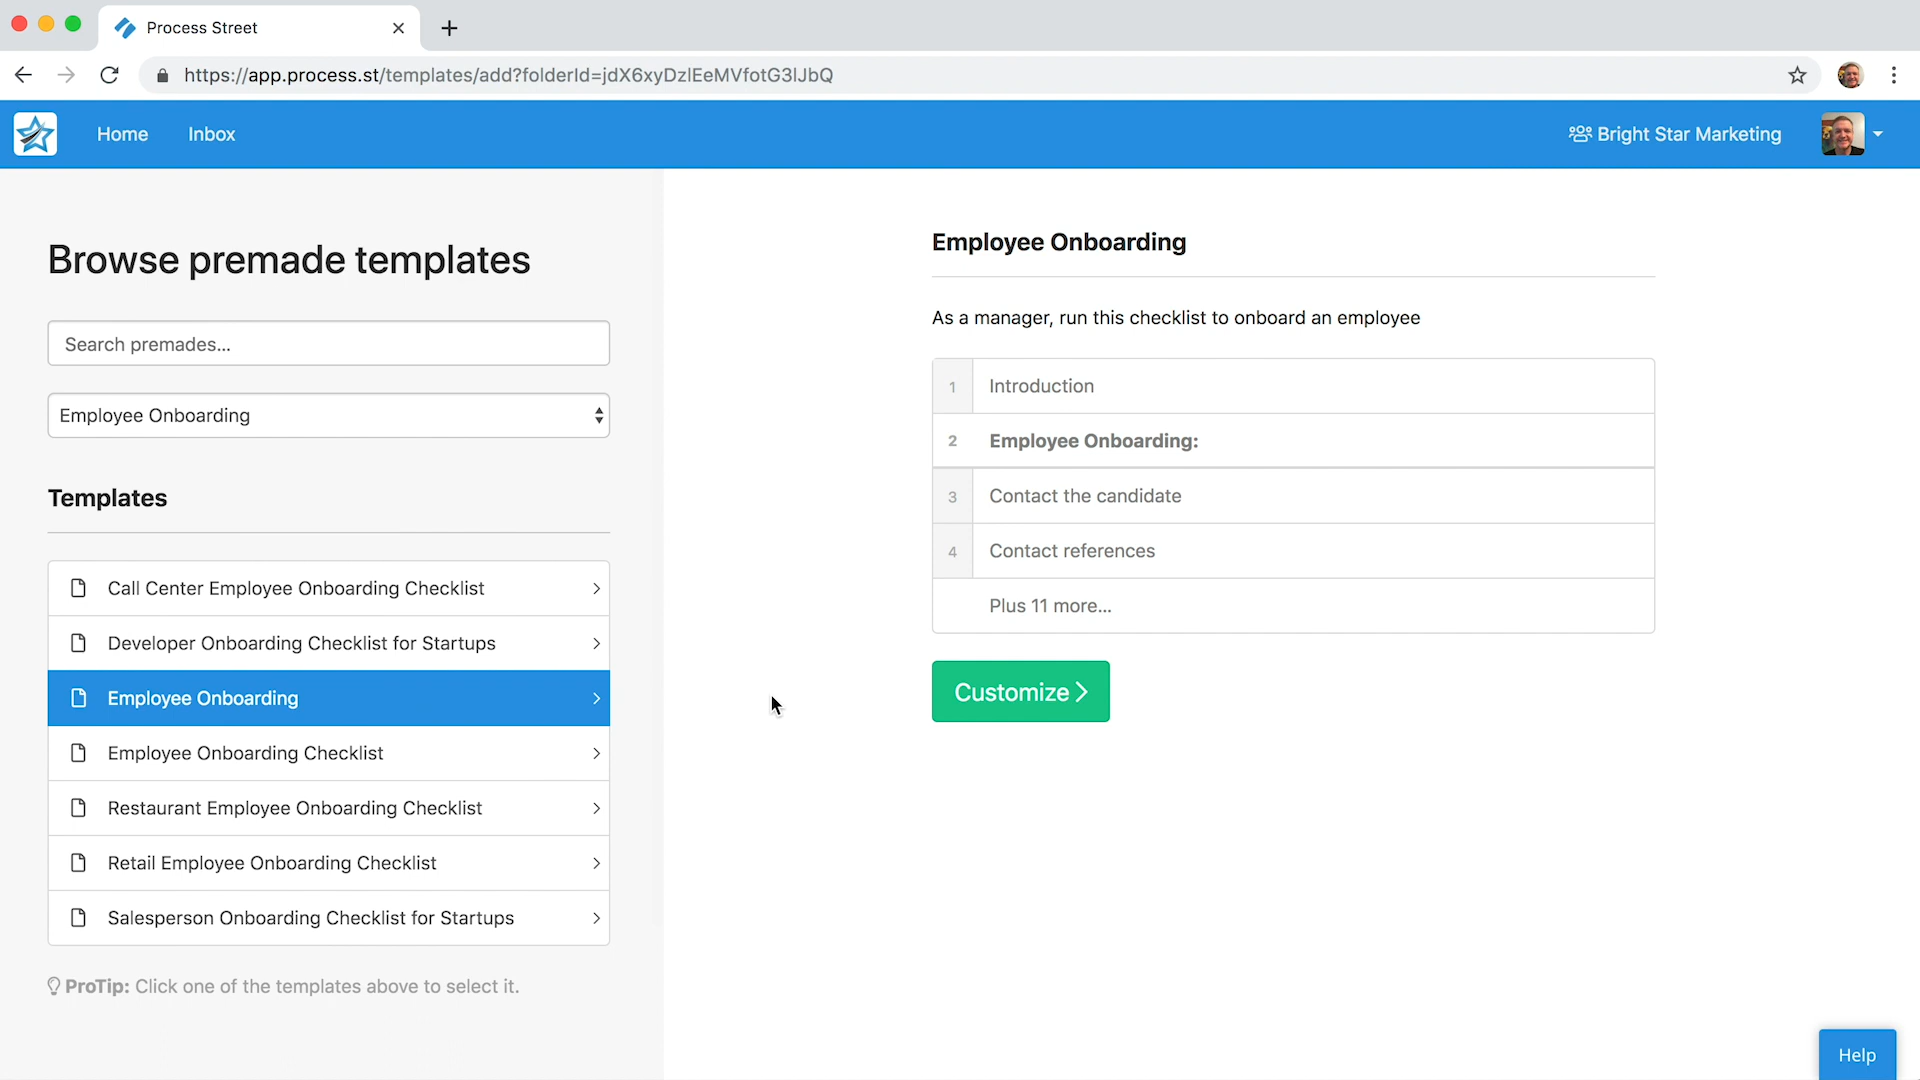 Process Street
https://app.process.st/templates/add?folderId=jdX6xyDzlEeMVfotG3lJbQ
Home
Inbox
Bright Star Marketing
Browse premade templates
Search premades...
Employee Onboarding
Templates
Call Center Employee Onboarding Checklist
Developer Onboarding Checklist for Startups
Employee Onboarding
Employee Onboarding Checklist
Restaurant Employee Onboarding Checklist
Retail Employee Onboarding Checklist
Salesperson Onboarding Checklist for Startups
ProTip: Click one of the templates above to select it.
Employee Onboarding
As a manager, run this checklist to onboard an employee
1 Introduction
2 Employee Onboarding:
3 Contact the candidate
4 Contact references
Plus 11 more...
Customize
Help